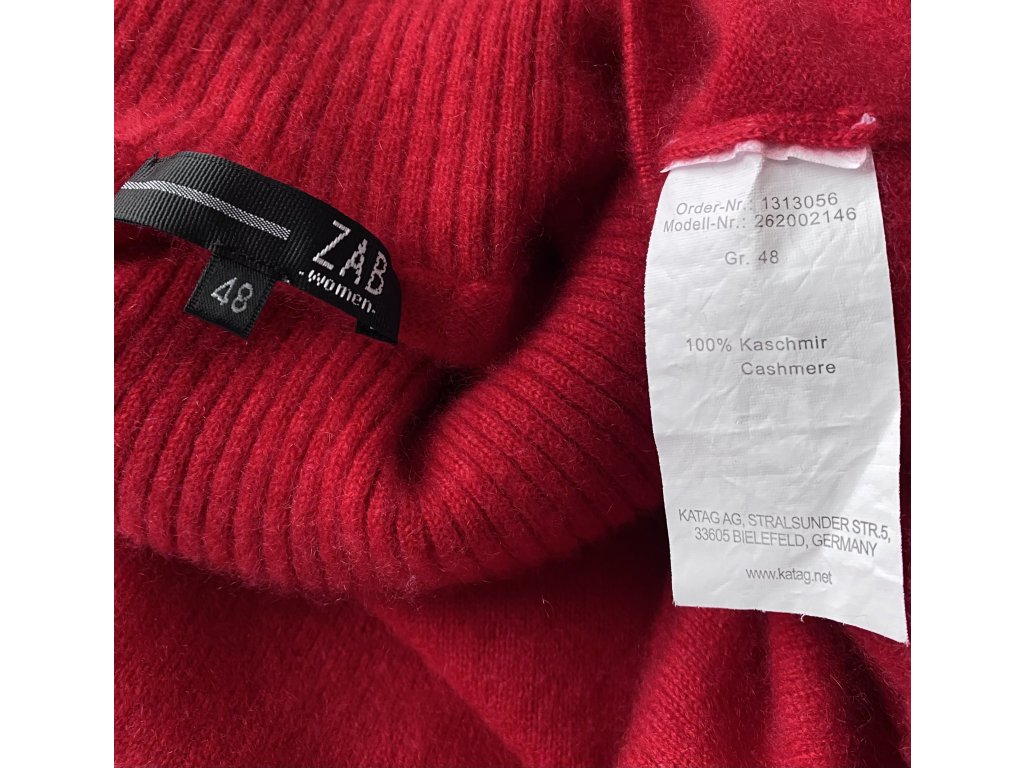 ZAB
.women.
48
Order-Nr.: 1313056
Modell-Nr.: 262002146
Gr. 48
100% Kaschmir
Cashmere
KATAG AG, STRALSUNDER STR.5,
33605 BIELEFELD, GERMANY
www.katag.net